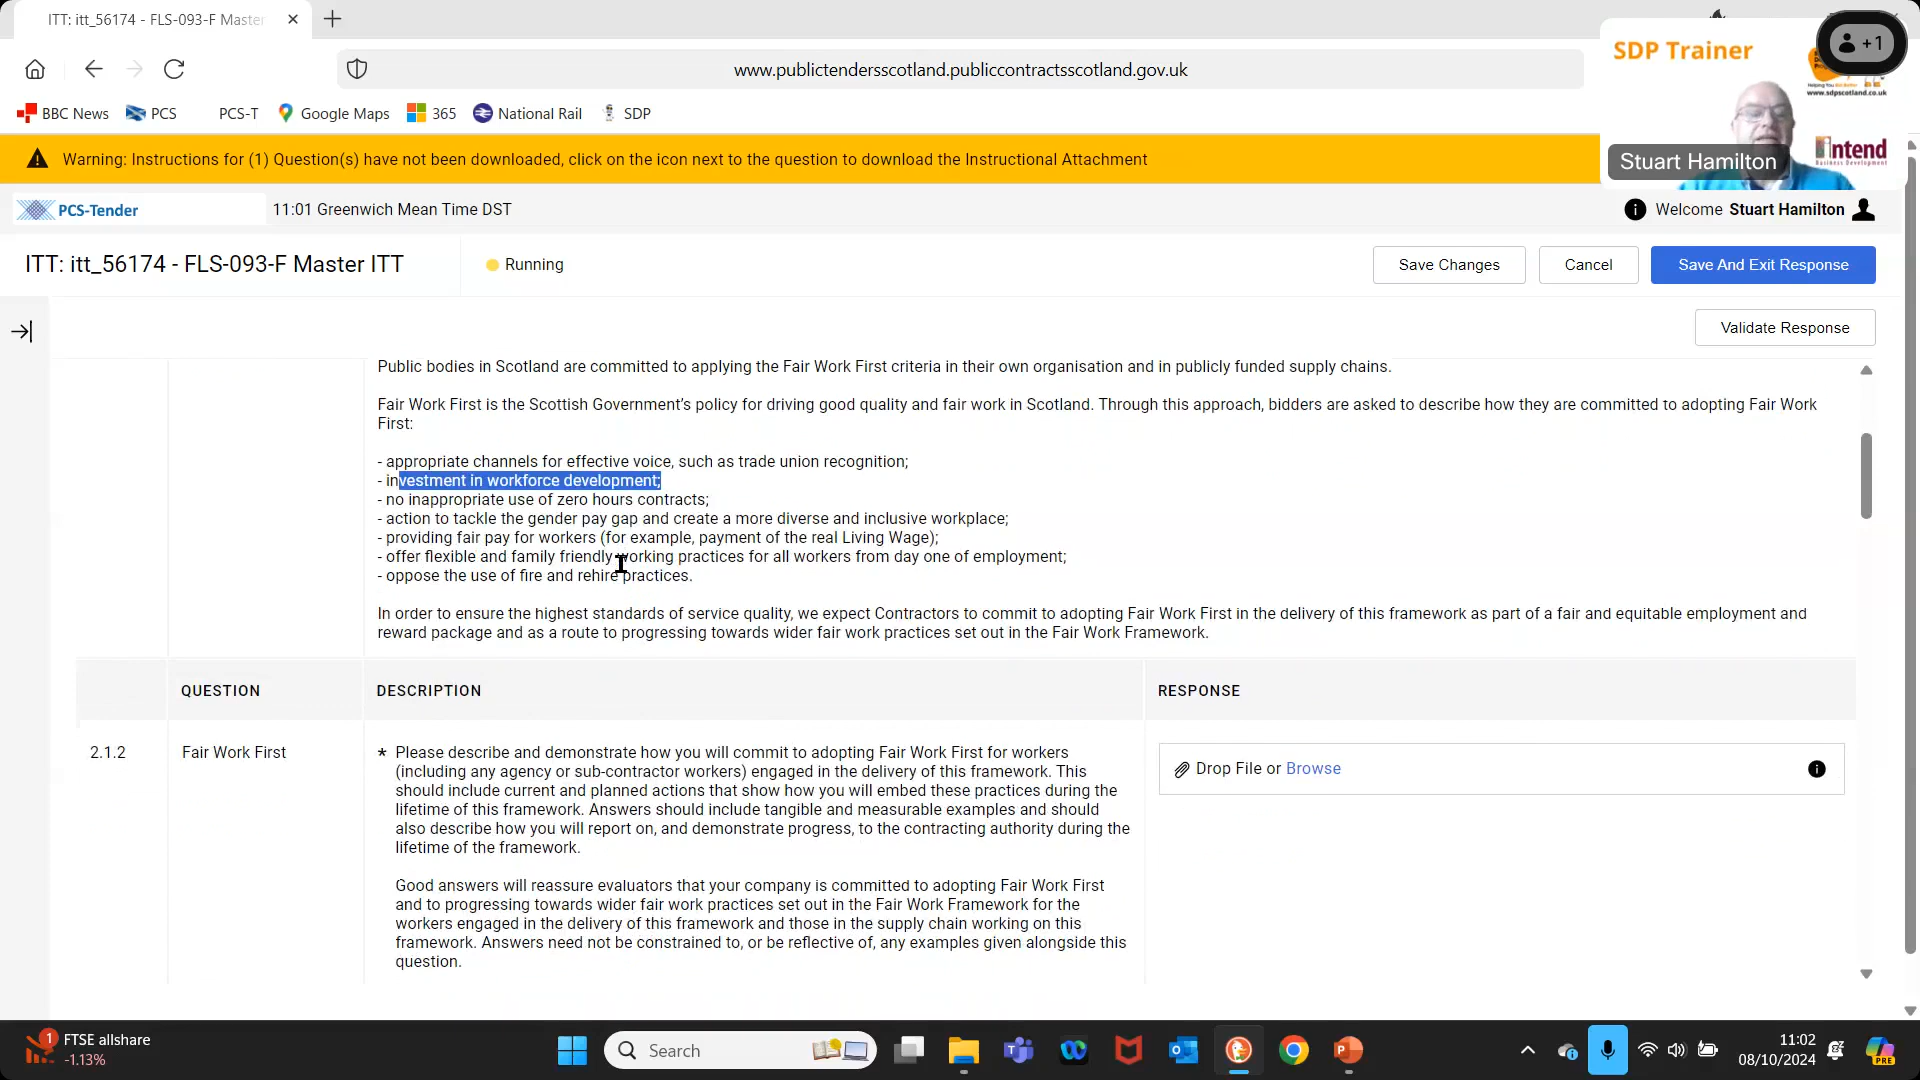 ITT: itt_56174 - FLS-093-F Master
www.publictendersscotland.publiccontractsscotland.gov.uk
SDP Trainer
+1
www.sdpscotland.co.uk
BBC News
PCS
PCS-T
Google Maps
365
National Rail
SDP
Warning: Instructions for (1) Question(s) have not been downloaded, click on the icon next to the question to download the Instructional Attachment
Stuart Hamilton
intend
Business Development
PCS-Tender
11:01 Greenwich Mean Time DST
Welcome Stuart Hamilton
ITT: itt_56174 - FLS-093-F Master ITT
Running
Save Changes
Cancel
Save And Exit Response
Validate Response
Public bodies in Scotland are committed to applying the Fair Work First criteria in their own organisation and in publicly funded supply chains.
Fair Work First is the Scottish Government's policy for driving good quality and fair work in Scotland. Through this approach, bidders are asked to describe how they are committed to adopting Fair Work
First:
- appropriate channels for effective voice, such as trade union recognition;
- investment in workforce development;
- no inappropriate use of zero hours contracts;
- action to tackle the gender pay gap and create a more diverse and inclusive workplace;
- providing fair pay for workers (for example, payment of the real Living Wage);
- offer flexible and family friendly working practices for all workers from day one of employment;
- oppose the use of fire and rehire practices.
In order to ensure the highest standards of service quality, we expect Contractors to commit to adopting Fair Work First in the delivery of this framework as part of a fair and equitable employment and
reward package and as a route to progressing towards wider fair work practices set out in the Fair Work Framework.
QUESTION
DESCRIPTION
RESPONSE
2.1.2
Fair Work First
* Please describe and demonstrate how you will commit to adopting Fair Work First for workers
(including any agency or sub-contractor workers) engaged in the delivery of this framework. This
should include current and planned actions that show how you will embed these practices during the
lifetime of this framework. Answers should include tangible and measurable examples and should
also describe how you will report on, and demonstrate progress, to the contracting authority during the
lifetime of the framework.
Good answers will reassure evaluators that your company is committed to adopting Fair Work First
and to progressing towards wider fair work practices set out in the Fair Work Framework for the
workers engaged in the delivery of this framework and those in the supply chain working on this
framework. Answers need not be constrained to, or be reflective of, any examples given alongside this
question.
Drop File or Browse
1
FTSE allshare
-1.13%
Search
11:02
08/10/2024
PRE